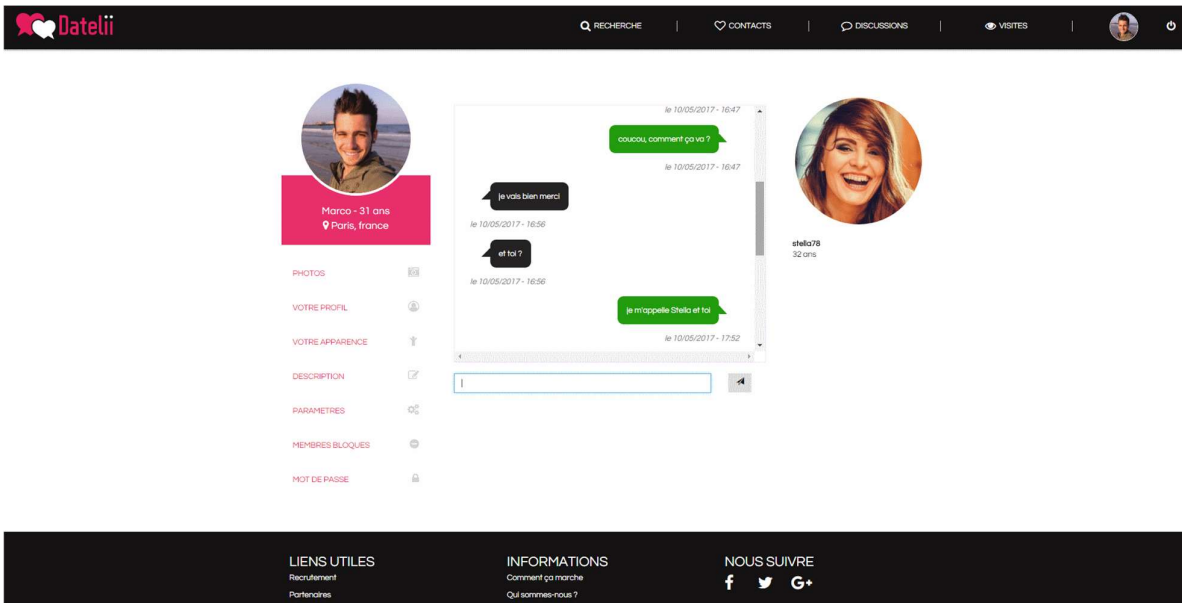 Datelii
RECHERCHE
CONTACTS
DISCUSSIONS
VISITES
Marco - 31 ans
Paris, france
PHOTOS
VOTRE PROFIL
VOTRE APPARENCE
DESCRIPTION
PARAMETRES
MEMBRES BLOQUES
MOT DE PASSE
le 10/05/2017 - 16:47
coucou, comment ça va ?
le 10/05/2017 - 16:47
je vais bien merci
le 10/05/2017 - 16:56
et toi ?
le 10/05/2017 - 16:56
je m'appelle Stella et toi
le 10/05/2017 - 17:52
stella78
32 ans
LIENS UTILES
Recrutement
Partenaires
INFORMATIONS
Comment ça marche
Qui sommes-nous ?
NOUS SUIVRE